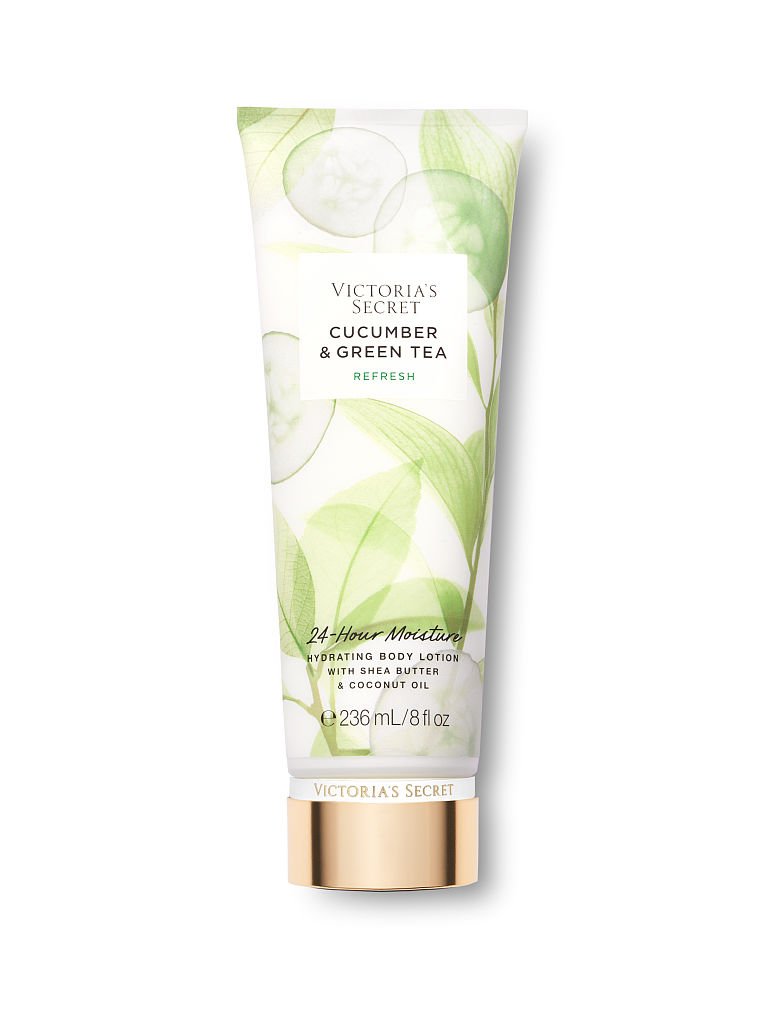 VICTORIA'S
SECRET
CUCUMBER
& GREEN TEA
REFRESH
24-Hour Moisture
HYDRATING BODY LOTION
WITH SHEA BUTTER
& COCONUT OIL
℮ 236 mL/8 fl oz
VICTORIA'S SECRET